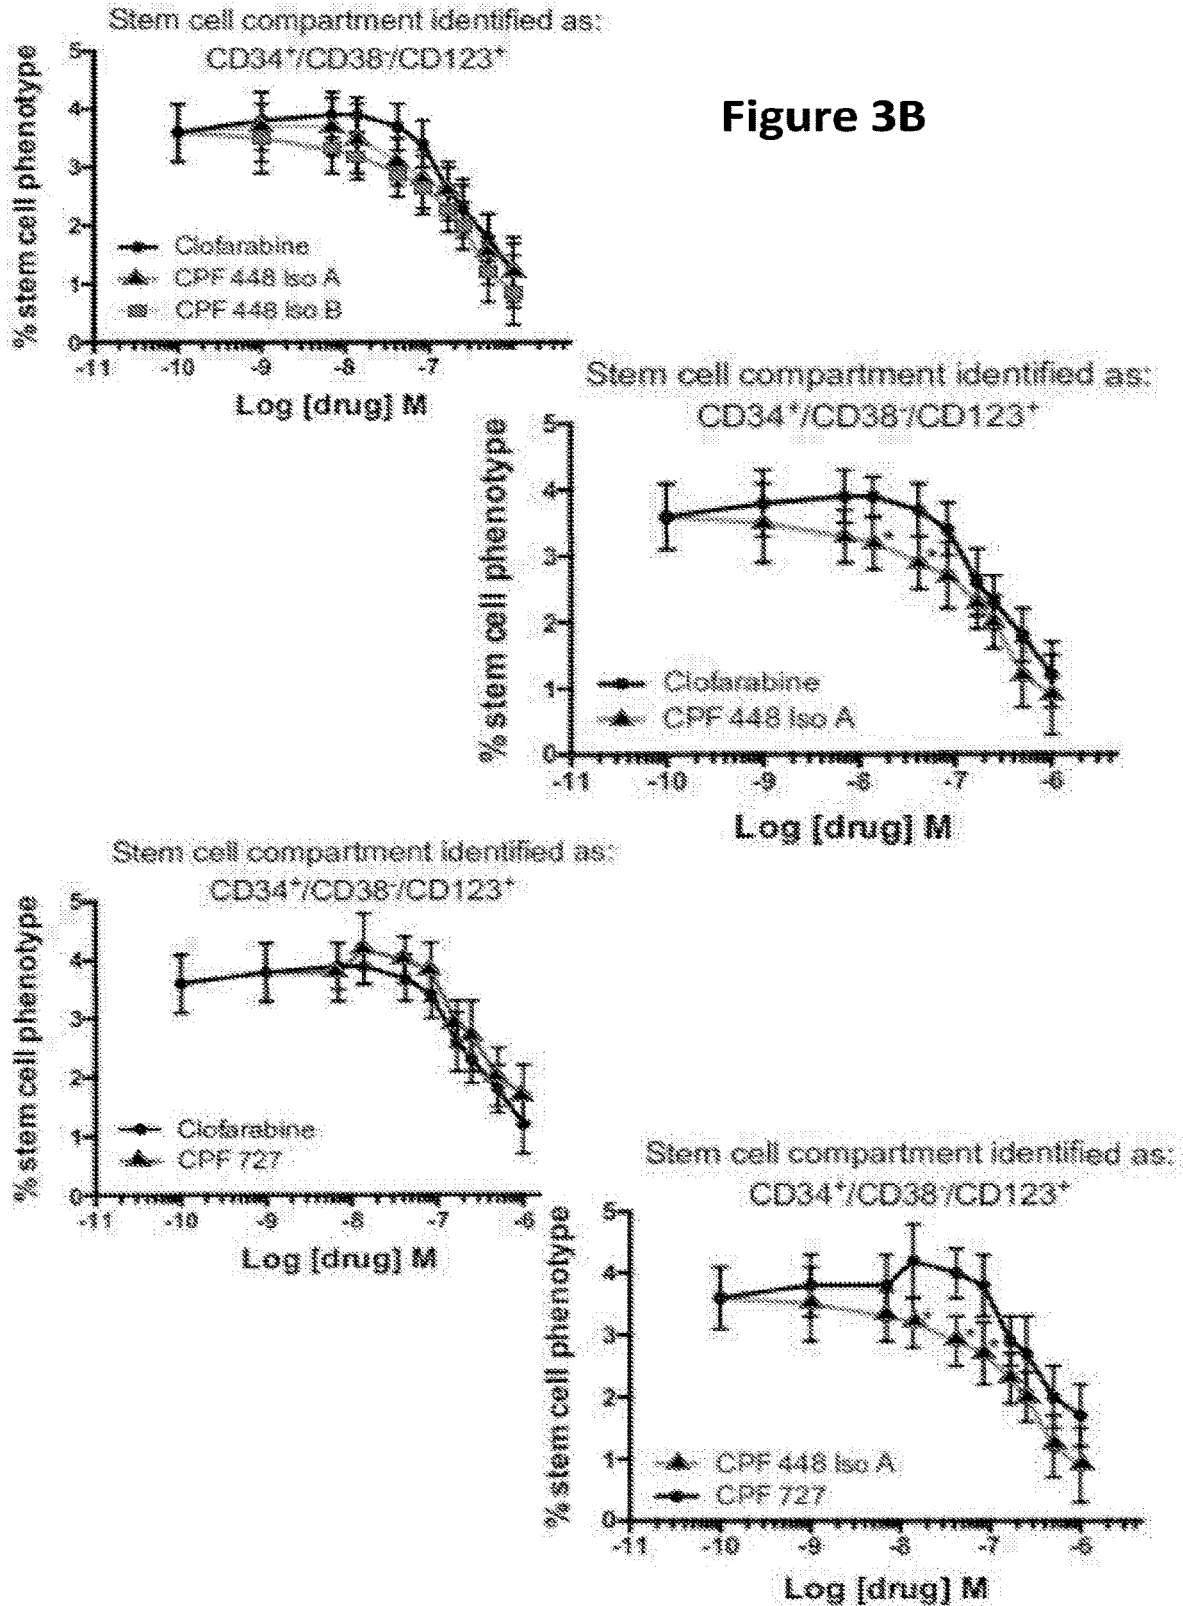 Stem cell compartment identified as:
CD34⁺/CD38⁻/CD123⁺
Figure 3B
% stem cell phenotype
5
4
3
2
1
0
Clofarabine
CPF 448 Iso A
CPF 448 Iso B
-11
-10
-9
-8
-7
Log [drug] M
Stem cell compartment identified as:
CD34⁺/CD38⁻/CD123⁺
% stem cell phenotype
5
4
3
2
1
0
*
*
Clofarabine
CPF 448 Iso A
-11
-10
-9
-8
-7
-6
Log [drug] M
Stem cell compartment identified as:
CD34⁺/CD38⁻/CD123⁺
% stem cell phenotype
5
4
3
2
1
0
Clofarabine
CPF 727
-11
-10
-9
-8
-7
-6
Log [drug] M
Stem cell compartment identified as:
CD34⁺/CD38⁻/CD123⁺
% stem cell phenotype
5
4
3
2
1
0
*
*
*
CPF 448 Iso A
CPF 727
-11
-10
-9
-8
-7
-6
Log [drug] M